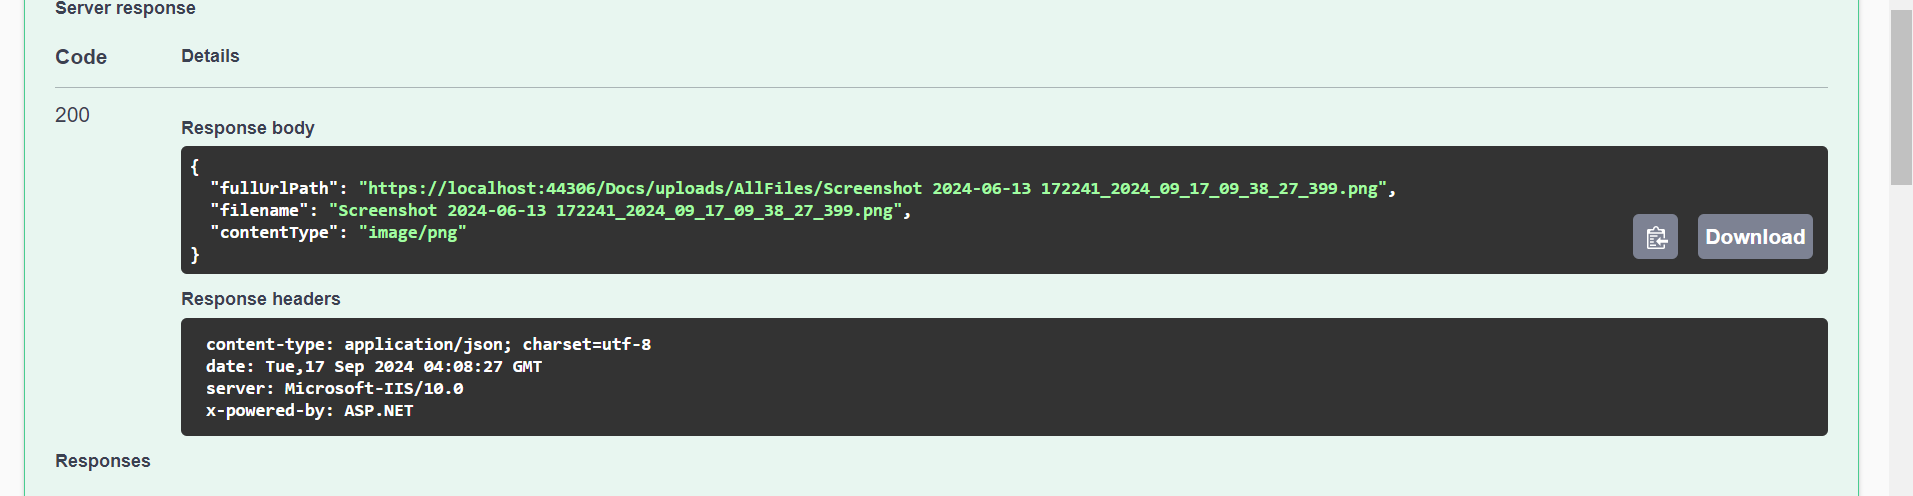 Server response
Code Details
200
Response body
{
"fullUrlPath": "https://localhost:44306/Docs/uploads/AllFiles/Screenshot 2024-06-13 172241_2024_09_17_09_38_27_399.png",
"filename": "Screenshot 2024-06-13 172241_2024_09_17_09_38_27_399.png",
"contentType": "image/png"
}
Download
Response headers
content-type: application/json; charset=utf-8
date: Tue,17 Sep 2024 04:08:27 GMT
server: Microsoft-IIS/10.0
x-powered-by: ASP.NET
Responses